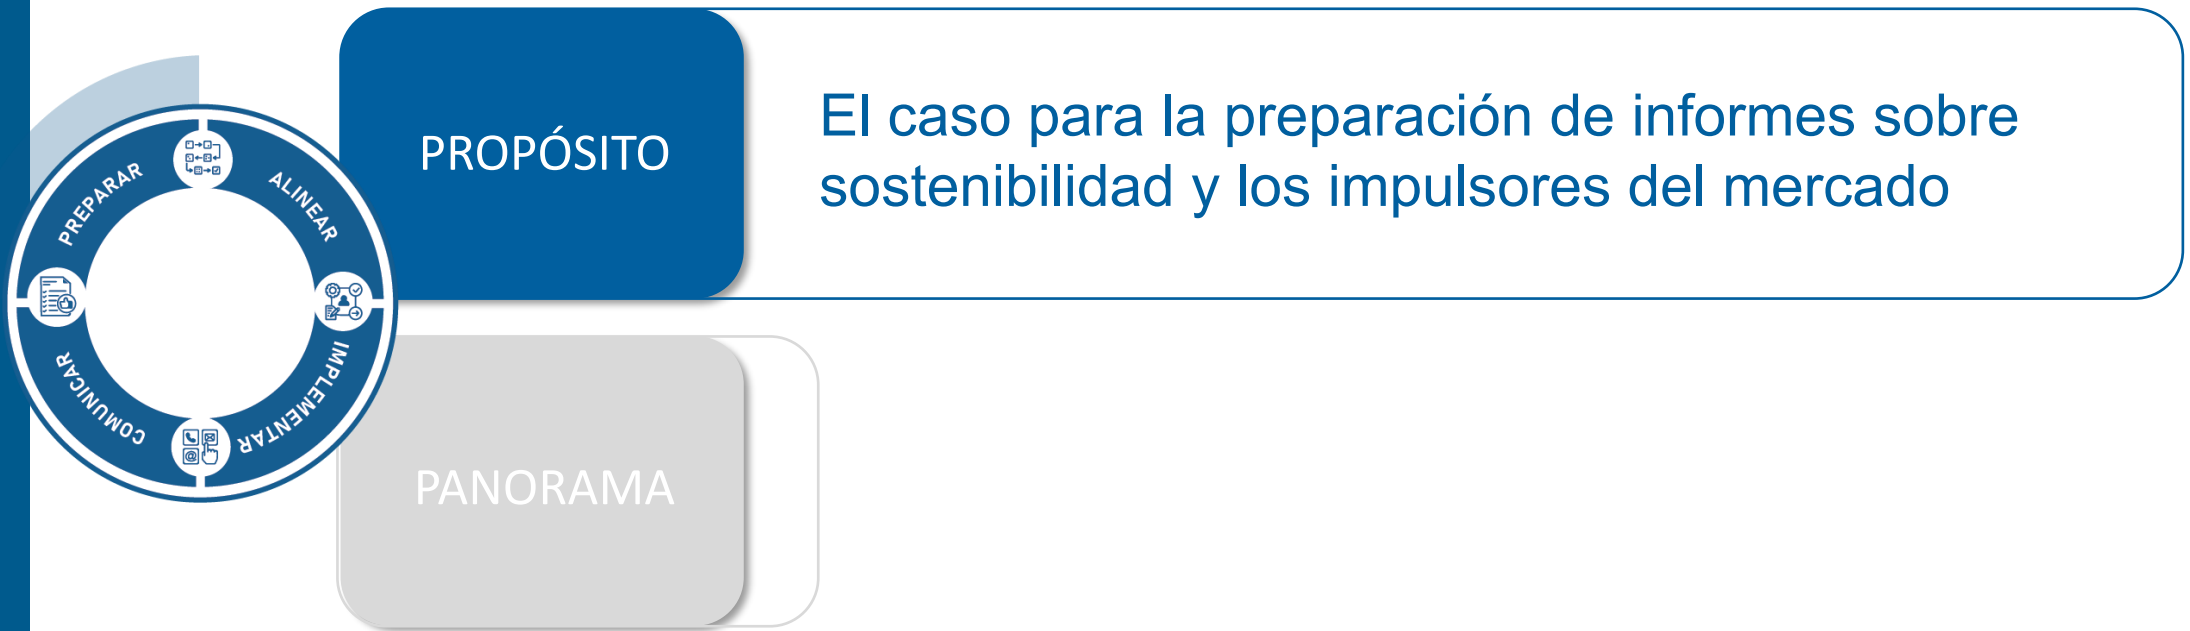 PROPÓSITO
El caso para la preparación de informes sobre
sostenibilidad y los impulsores del mercado
PREPARAR
ALINEAR
IMPLEMENTAR
COMUNICAR
PANORAMA